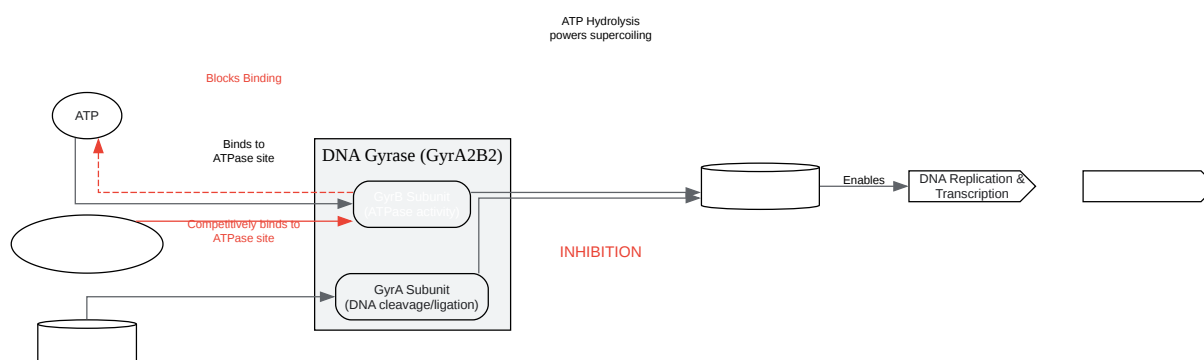 ATP Hydrolysis
powers supercoiling
Blocks Binding
ATP
Binds to
ATPase site
DNA Gyrase (GyrA2B2)
GyrB Subunit
(ATPase activity)
Enables
DNA Replication &
Transcription
Competitively binds to
ATPase site
INHIBITION
GyrA Subunit
(DNA cleavage/ligation)